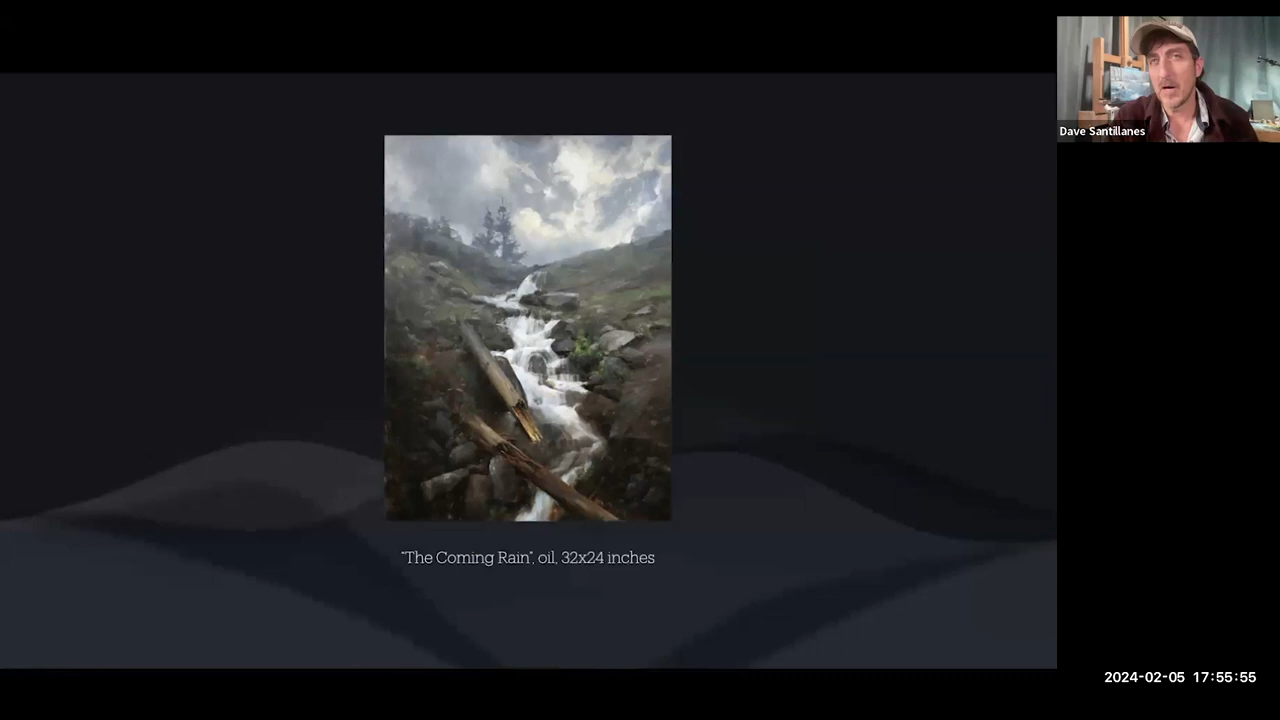 Dave Santillanes
"The Coming Rain", oil, 32x24 inches
2024-02-05 17:55:55